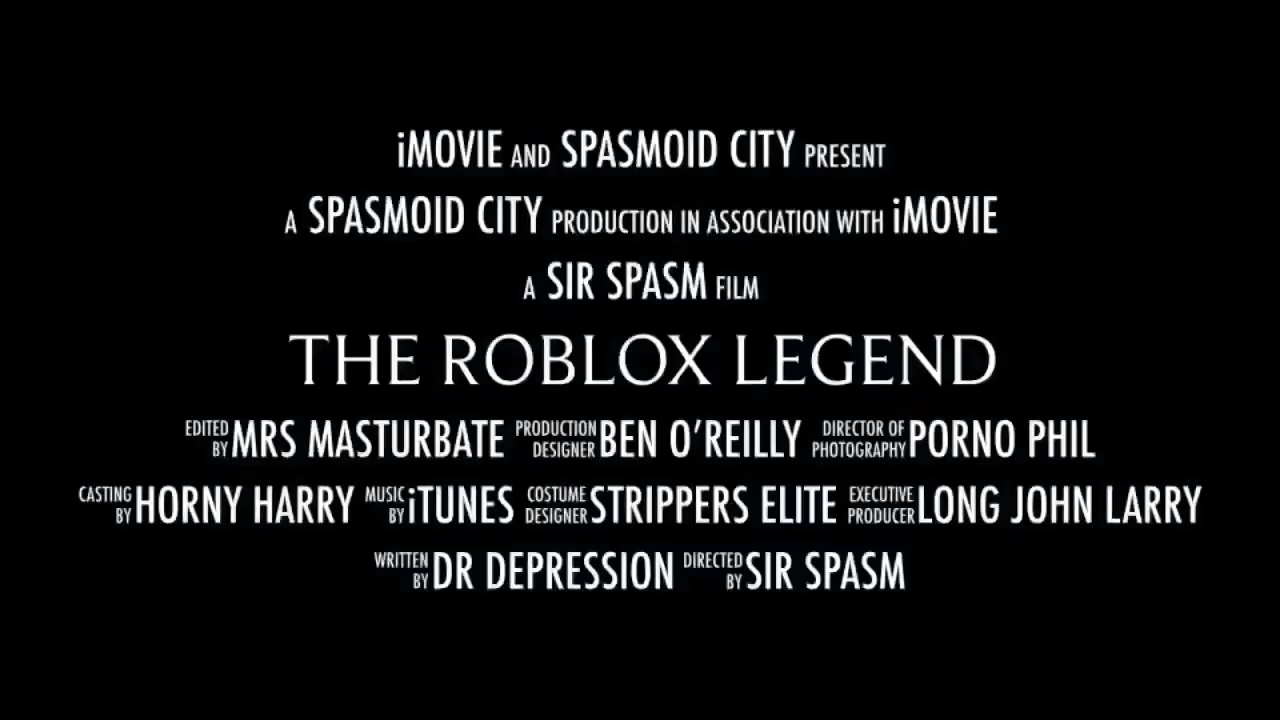 iMOVIE AND SPASMOID CITY PRESENT
A SPASMOID CITY PRODUCTION IN ASSOCIATION WITH iMOVIE
A SIR SPASM FILM
THE ROBLOX LEGEND
EDITED BY MRS MASTURBATE PRODUCTION DESIGNER BEN O'REILLY DIRECTOR OF PHOTOGRAPHY PORNO PHIL
CASTING BY HORNY HARRY MUSIC BY iTUNES COSTUME DESIGNER STRIPPERS ELITE EXECUTIVE PRODUCER LONG JOHN LARRY
WRITTEN BY DR DEPRESSION DIRECTED BY SIR SPASM